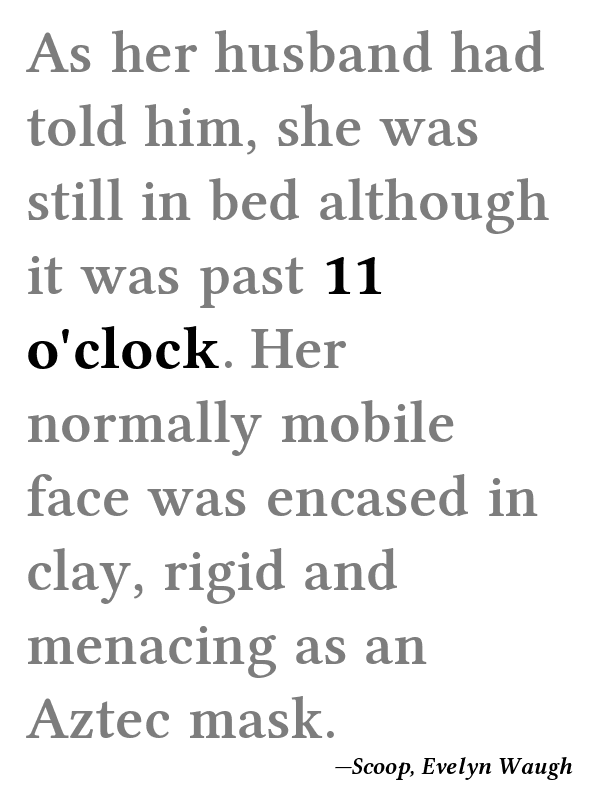 As her husband had
told him, she was
still in bed although
it was past 11
o'clock. Her
normally mobile
face was encased in
clay, rigid and
menacing as an
Aztec mask.
—Scoop, Evelyn Waugh